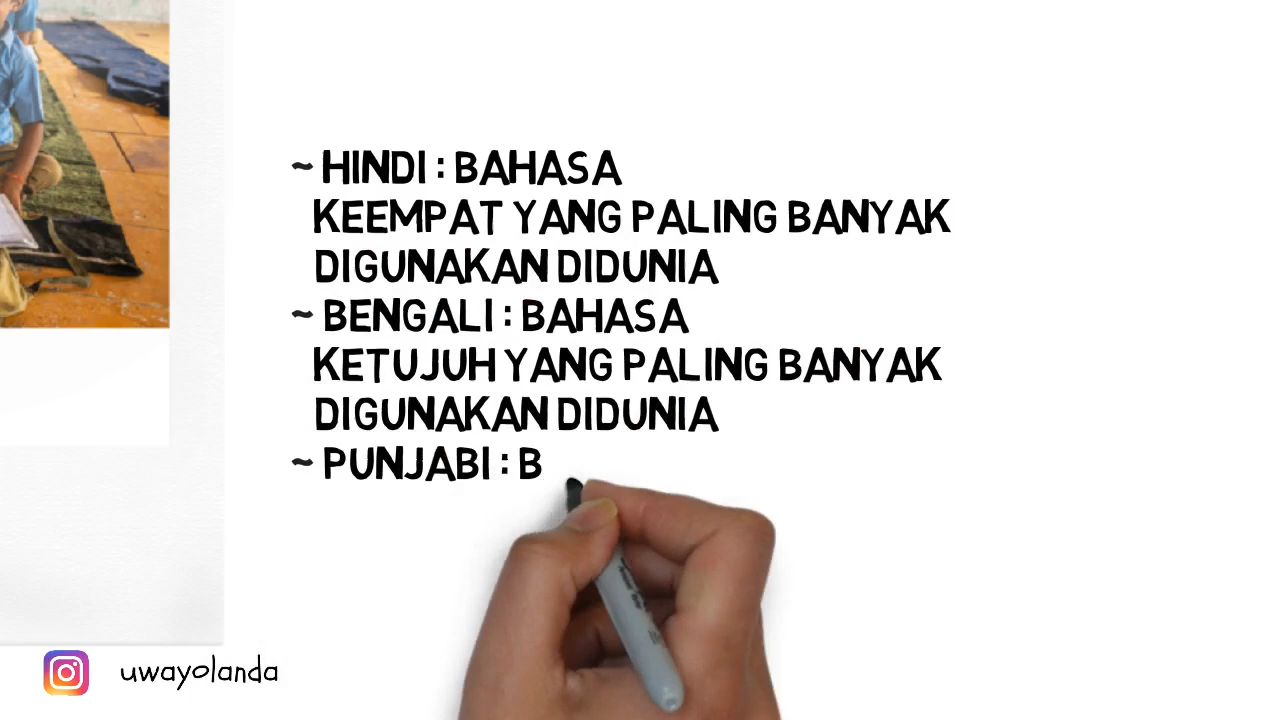 ~ HINDI : BAHASA
KEEMPAT YANG PALING BANYAK
DIGUNAKAN DIDUNIA
~ BENGALI : BAHASA
KETUJUH YANG PALING BANYAK
DIGUNAKAN DIDUNIA
~ PUNJABI : B
uwayolanda